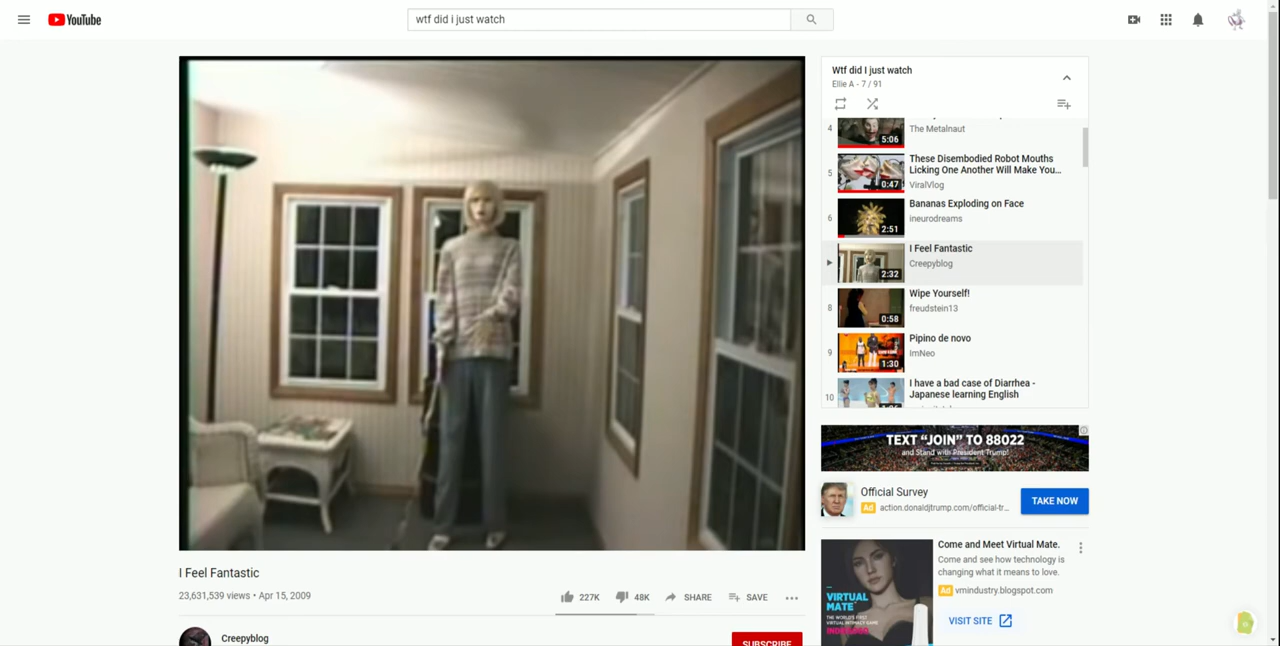 YouTube
wtf did i just watch
Wtf did I just watch
Ellie A - 7 / 91
4
5:06
The Metalnaut
5
0:47
These Disembodied Robot Mouths
Licking One Another Will Make You...
ViralVlog
6
2:51
Bananas Exploding on Face
ineurodreams
2:32
I Feel Fantastic
Creepyblog
8
0:58
Wipe Yourself!
freudstein13
9
1:30
Pipino de novo
ImNeo
10
I have a bad case of Diarrhea -
Japanese learning English
TEXT “JOIN” TO 88022
and Stand with President Trump!
Official Survey
Ad action.donaldjtrump.com/official-tr...
TAKE NOW
VIRTUAL
MATE
THE WORLD'S FIRST
VIRTUAL INTIMACY GAME
Come and Meet Virtual Mate.
Come and see how technology is
changing what it means to love.
Ad vmindustry.blogspot.com
VISIT SITE
I Feel Fantastic
23,631,539 views • Apr 15, 2009
227K
48K
SHARE
SAVE
Creepyblog
SUBSCRIBE